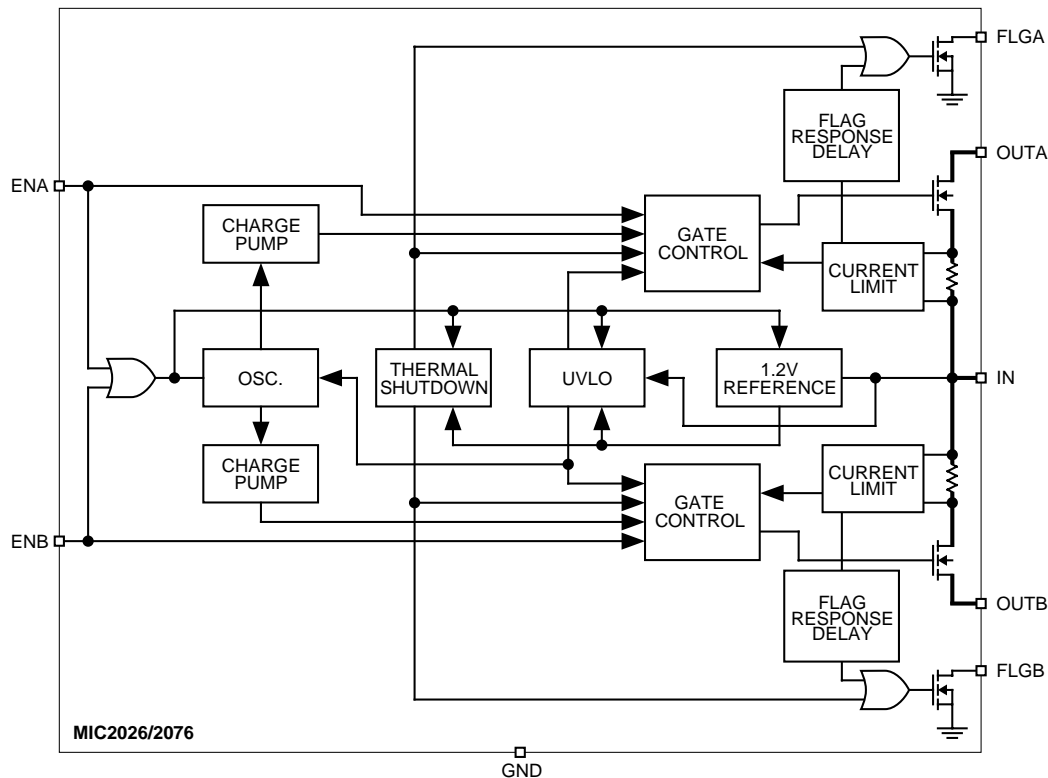 FLGA
FLAG
RESPONSE
DELAY
OUTA
ENA
CHARGE
PUMP
GATE
CONTROL
CURRENT
LIMIT
OSC.
THERMAL
SHUTDOWN
UVLO
1.2V
REFERENCE
IN
CHARGE
PUMP
CURRENT
LIMIT
GATE
CONTROL
ENB
FLAG
RESPONSE
DELAY
OUTB
FLGB
MIC2026/2076
GND